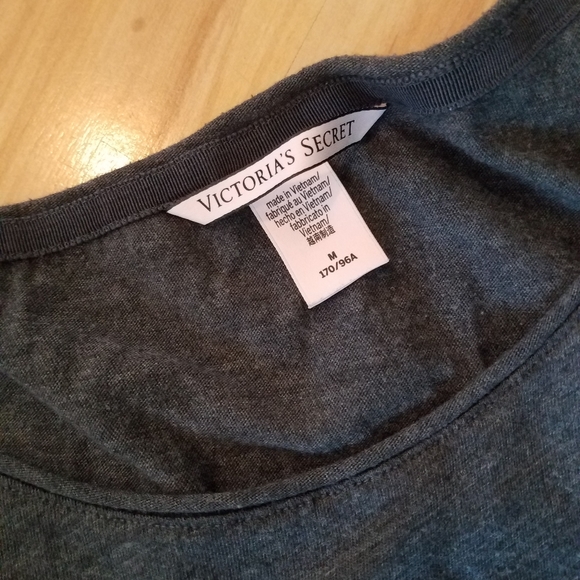 VICTORIA'S SECRET
made in Vietnam/
fabriqué au Vietnam/
hecho en Vietnam/
fabbricato in
Vietnam/
越南制造
M
170/96A